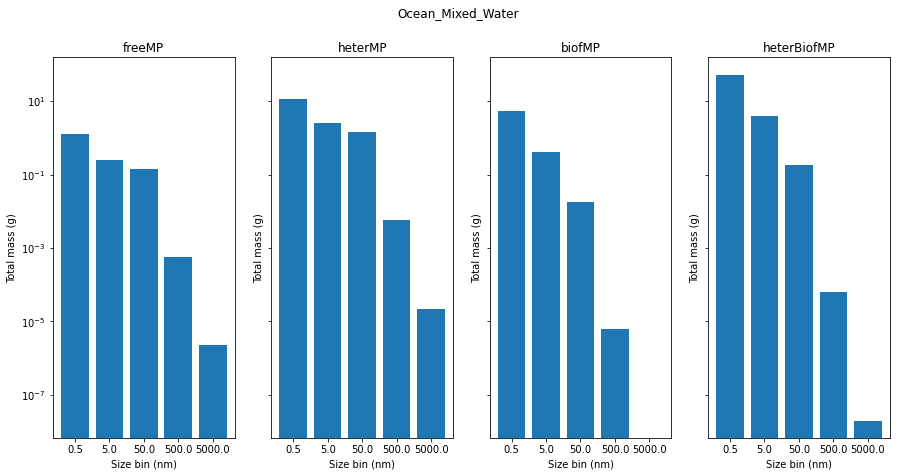 Ocean_Mixed_Water
freeMP
heterMP
biofMP
heterBiofMP
Total mass (g)
10¹
10⁻¹
10⁻³
10⁻⁵
10⁻⁷
0.5 5.0 50.0 500.0 5000.0
Size bin (nm)
Total mass (g)
0.5 5.0 50.0 500.0 5000.0
Size bin (nm)
Total mass (g)
0.5 5.0 50.0 500.0 5000.0
Size bin (nm)
Total mass (g)
0.5 5.0 50.0 500.0 5000.0
Size bin (nm)